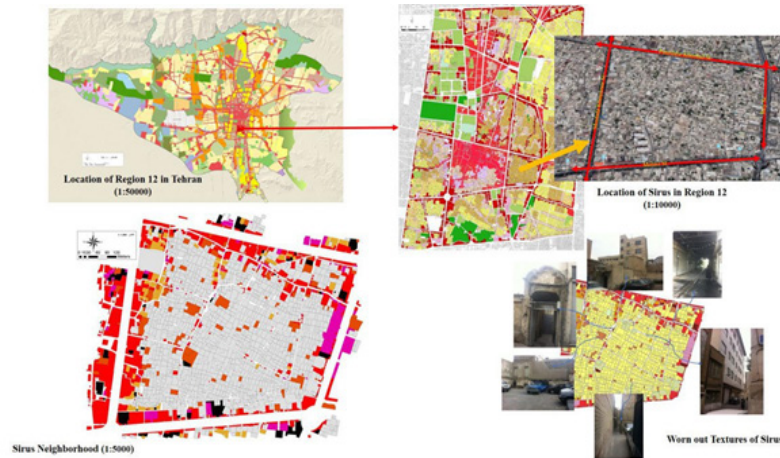 Location of Region 12 in Tehran
(1:50000)
Location of Sirus in Region 12
(1:10000)
Sirus Neighborhood (1:5000)
Worn out Textures of Sirus